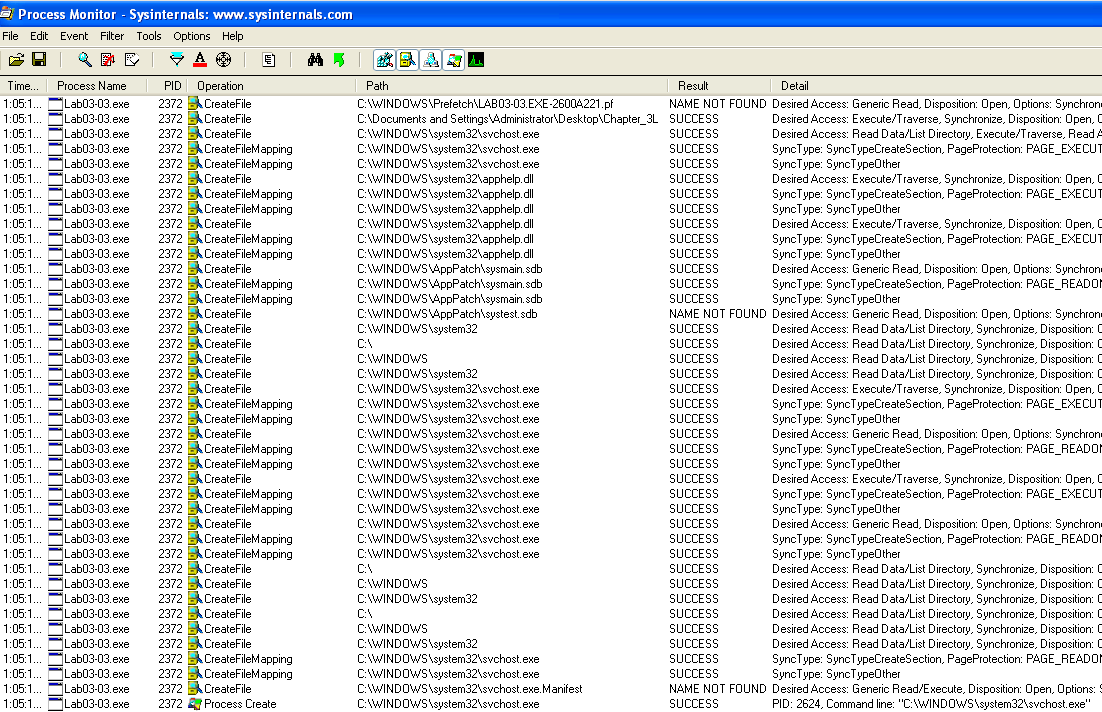 Process Monitor - Sysinternals: www.sysinternals.com
File Edit Event Filter Tools Options Help
Time... Process Name PID Operation Path Result Detail
1:05:1... Lab03-03.exe 2372 CreateFile C:\WINDOWS\Prefetch\LAB03-03.EXE-2600A221.pf NAME NOT FOUND Desired Access: Generic Read, Disposition: Open, Options: Synchron
1:05:1... Lab03-03.exe 2372 CreateFile C:\Documents and Settings\Administrator\Desktop\Chapter_3L SUCCESS Desired Access: Execute/Traverse, Synchronize, Disposition: Open, C
1:05:1... Lab03-03.exe 2372 CreateFile C:\WINDOWS\system32\svchost.exe SUCCESS Desired Access: Read Data/List Directory, Execute/Traverse, Read A
1:05:1... Lab03-03.exe 2372 CreateFileMapping C:\WINDOWS\system32\svchost.exe SUCCESS SyncType: SyncTypeCreateSection, PageProtection: PAGE_EXECUT
1:05:1... Lab03-03.exe 2372 CreateFileMapping C:\WINDOWS\system32\svchost.exe SUCCESS SyncType: SyncTypeOther
1:05:1... Lab03-03.exe 2372 CreateFile C:\WINDOWS\system32\apphelp.dll SUCCESS Desired Access: Execute/Traverse, Synchronize, Disposition: Open, C
1:05:1... Lab03-03.exe 2372 CreateFileMapping C:\WINDOWS\system32\apphelp.dll SUCCESS SyncType: SyncTypeCreateSection, PageProtection: PAGE_EXECUT
1:05:1... Lab03-03.exe 2372 CreateFileMapping C:\WINDOWS\system32\apphelp.dll SUCCESS SyncType: SyncTypeOther
1:05:1... Lab03-03.exe 2372 CreateFile C:\WINDOWS\system32\apphelp.dll SUCCESS Desired Access: Execute/Traverse, Synchronize, Disposition: Open, C
1:05:1... Lab03-03.exe 2372 CreateFileMapping C:\WINDOWS\system32\apphelp.dll SUCCESS SyncType: SyncTypeCreateSection, PageProtection: PAGE_EXECUT
1:05:1... Lab03-03.exe 2372 CreateFileMapping C:\WINDOWS\system32\apphelp.dll SUCCESS SyncType: SyncTypeOther
1:05:1... Lab03-03.exe 2372 CreateFile C:\WINDOWS\AppPatch\sysmain.sdb SUCCESS Desired Access: Generic Read, Disposition: Open, Options: Synchron
1:05:1... Lab03-03.exe 2372 CreateFileMapping C:\WINDOWS\AppPatch\sysmain.sdb SUCCESS SyncType: SyncTypeCreateSection, PageProtection: PAGE_READON
1:05:1... Lab03-03.exe 2372 CreateFileMapping C:\WINDOWS\AppPatch\sysmain.sdb SUCCESS SyncType: SyncTypeOther
1:05:1... Lab03-03.exe 2372 CreateFile C:\WINDOWS\AppPatch\systest.sdb NAME NOT FOUND Desired Access: Generic Read, Disposition: Open, Options: Synchron
1:05:1... Lab03-03.exe 2372 CreateFile C:\WINDOWS\system32 SUCCESS Desired Access: Read Data/List Directory, Synchronize, Disposition: C
1:05:1... Lab03-03.exe 2372 CreateFile C:\ SUCCESS Desired Access: Read Data/List Directory, Synchronize, Disposition: C
1:05:1... Lab03-03.exe 2372 CreateFile C:\WINDOWS SUCCESS Desired Access: Read Data/List Directory, Synchronize, Disposition: C
1:05:1... Lab03-03.exe 2372 CreateFile C:\WINDOWS\system32 SUCCESS Desired Access: Read Data/List Directory, Synchronize, Disposition: C
1:05:1... Lab03-03.exe 2372 CreateFile C:\WINDOWS\system32\svchost.exe SUCCESS Desired Access: Execute/Traverse, Synchronize, Disposition: Open, C
1:05:1... Lab03-03.exe 2372 CreateFileMapping C:\WINDOWS\system32\svchost.exe SUCCESS SyncType: SyncTypeCreateSection, PageProtection: PAGE_EXECUT
1:05:1... Lab03-03.exe 2372 CreateFileMapping C:\WINDOWS\system32\svchost.exe SUCCESS SyncType: SyncTypeOther
1:05:1... Lab03-03.exe 2372 CreateFile C:\WINDOWS\system32\svchost.exe SUCCESS Desired Access: Generic Read, Disposition: Open, Options: Synchron
1:05:1... Lab03-03.exe 2372 CreateFileMapping C:\WINDOWS\system32\svchost.exe SUCCESS SyncType: SyncTypeCreateSection, PageProtection: PAGE_READON
1:05:1... Lab03-03.exe 2372 CreateFileMapping C:\WINDOWS\system32\svchost.exe SUCCESS SyncType: SyncTypeOther
1:05:1... Lab03-03.exe 2372 CreateFile C:\WINDOWS\system32\svchost.exe SUCCESS Desired Access: Execute/Traverse, Synchronize, Disposition: Open, C
1:05:1... Lab03-03.exe 2372 CreateFileMapping C:\WINDOWS\system32\svchost.exe SUCCESS SyncType: SyncTypeCreateSection, PageProtection: PAGE_EXECUT
1:05:1... Lab03-03.exe 2372 CreateFileMapping C:\WINDOWS\system32\svchost.exe SUCCESS SyncType: SyncTypeOther
1:05:1... Lab03-03.exe 2372 CreateFile C:\WINDOWS\system32\svchost.exe SUCCESS Desired Access: Generic Read, Disposition: Open, Options: Synchron
1:05:1... Lab03-03.exe 2372 CreateFileMapping C:\WINDOWS\system32\svchost.exe SUCCESS SyncType: SyncTypeCreateSection, PageProtection: PAGE_READON
1:05:1... Lab03-03.exe 2372 CreateFileMapping C:\WINDOWS\system32\svchost.exe SUCCESS SyncType: SyncTypeOther
1:05:1... Lab03-03.exe 2372 CreateFile C:\ SUCCESS Desired Access: Read Data/List Directory, Synchronize, Disposition: C
1:05:1... Lab03-03.exe 2372 CreateFile C:\WINDOWS SUCCESS Desired Access: Read Data/List Directory, Synchronize, Disposition: C
1:05:1... Lab03-03.exe 2372 CreateFile C:\WINDOWS\system32 SUCCESS Desired Access: Read Data/List Directory, Synchronize, Disposition: C
1:05:1... Lab03-03.exe 2372 CreateFile C:\ SUCCESS Desired Access: Read Data/List Directory, Synchronize, Disposition: C
1:05:1... Lab03-03.exe 2372 CreateFile C:\WINDOWS SUCCESS Desired Access: Read Data/List Directory, Synchronize, Disposition: C
1:05:1... Lab03-03.exe 2372 CreateFile C:\WINDOWS\system32 SUCCESS Desired Access: Read Data/List Directory, Synchronize, Disposition: C
1:05:1... Lab03-03.exe 2372 CreateFileMapping C:\WINDOWS\system32\svchost.exe SUCCESS SyncType: SyncTypeCreateSection, PageProtection: PAGE_READON
1:05:1... Lab03-03.exe 2372 CreateFileMapping C:\WINDOWS\system32\svchost.exe SUCCESS SyncType: SyncTypeOther
1:05:1... Lab03-03.exe 2372 CreateFile C:\WINDOWS\system32\svchost.exe.Manifest NAME NOT FOUND Desired Access: Generic Read/Execute, Disposition: Open, Options: S
1:05:1... Lab03-03.exe 2372 Process Create C:\WINDOWS\system32\svchost.exe SUCCESS PID: 2624, Command line: "C:\WINDOWS\system32\svchost.exe"